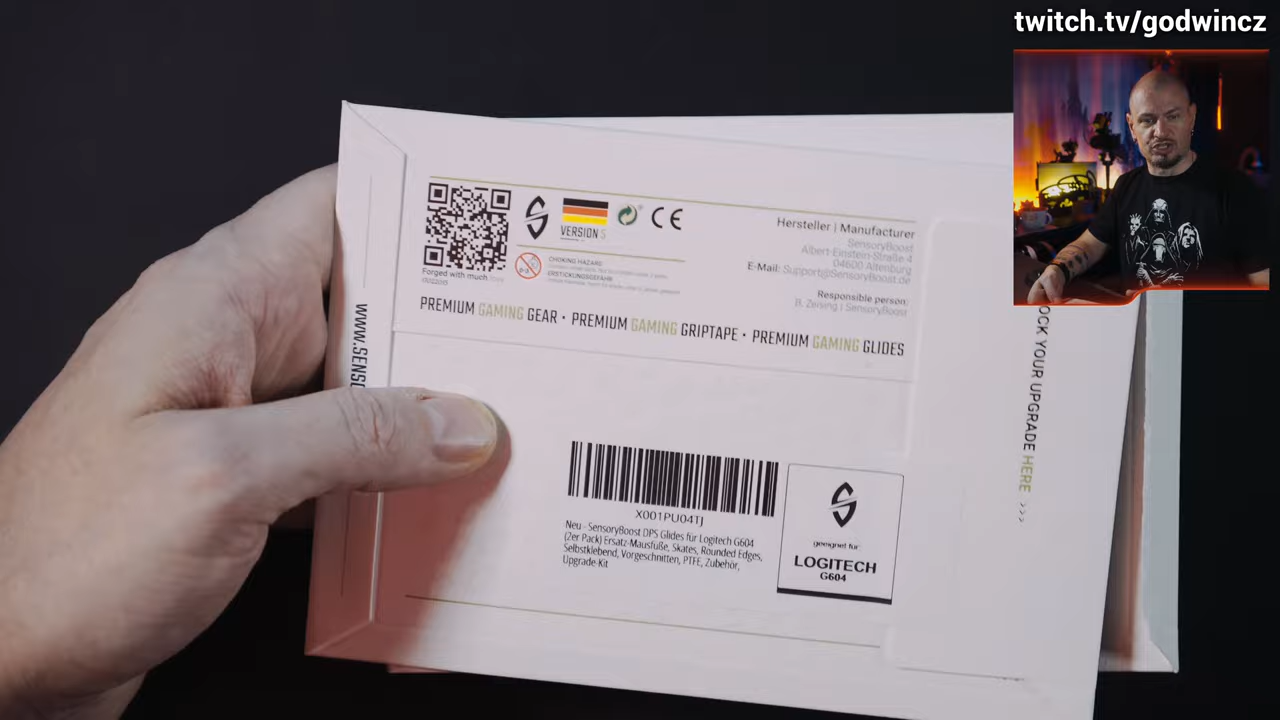 twitch.tv/godwincz
VERSION 5
Hersteller | Manufacturer
SensoryBoost
Albert-Einstein-Straße 4
04600 Altenburg
E-Mail: Support@SensoryBoost.de
Responsible person:
B. Zeising | SensoryBoost
CHOKING HAZARD
ERSTICKUNGSGEFAHR
Forged with much love
PREMIUM GAMING GEAR • PREMIUM GAMING GRIPTAPE • PREMIUM GAMING GLIDES
WWW.SENSO
OCK YOUR UPGRADE HERE >>>
X001PU04TJ
Neu - SensoryBoost DPS Glides für Logitech G604
(2er Pack) Ersatz-Mausfüße, Skates, Rounded Edges,
Selbstklebend, Vorgeschnitten, PTFE, Zubehör,
Upgrade-Kit
geeignet für
LOGITECH
G604